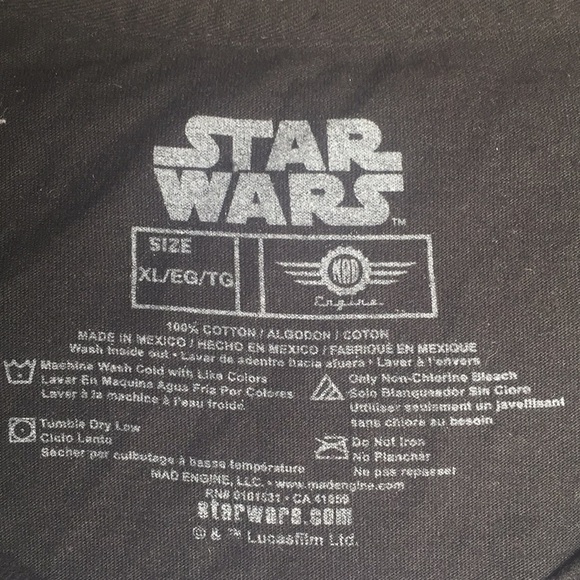 STAR
WARS™
SIZE
XL/EG/TG
MAD
Engine
100% COTTON / ALGODON / COTON
MADE IN MEXICO / HECHO EN MEXICO / FABRIQUÉ EN MEXIQUE
Wash Inside out • Lavar de adentro hacia afuera • Laver à l'envers
Machine Wash Cold with Like Colors
Lavar En Maquina Agua Fria Por Colores
Laver à la machine à l'eau froide.
Only Non-Chlorine Bleach
Solo Blanqueador Sin Cloro
Utiliser seulement un javellisant
sans chlore au besoin
Tumble Dry Low
Ciclo Lento
Sécher par culbutage à basse température
Do Not Iron
No Planchar
Ne pas repasser
MAD ENGINE, LLC. • www.madengine.com
RN# 0101531 • CA 41959
starwars.com
© & ™ Lucasfilm Ltd.